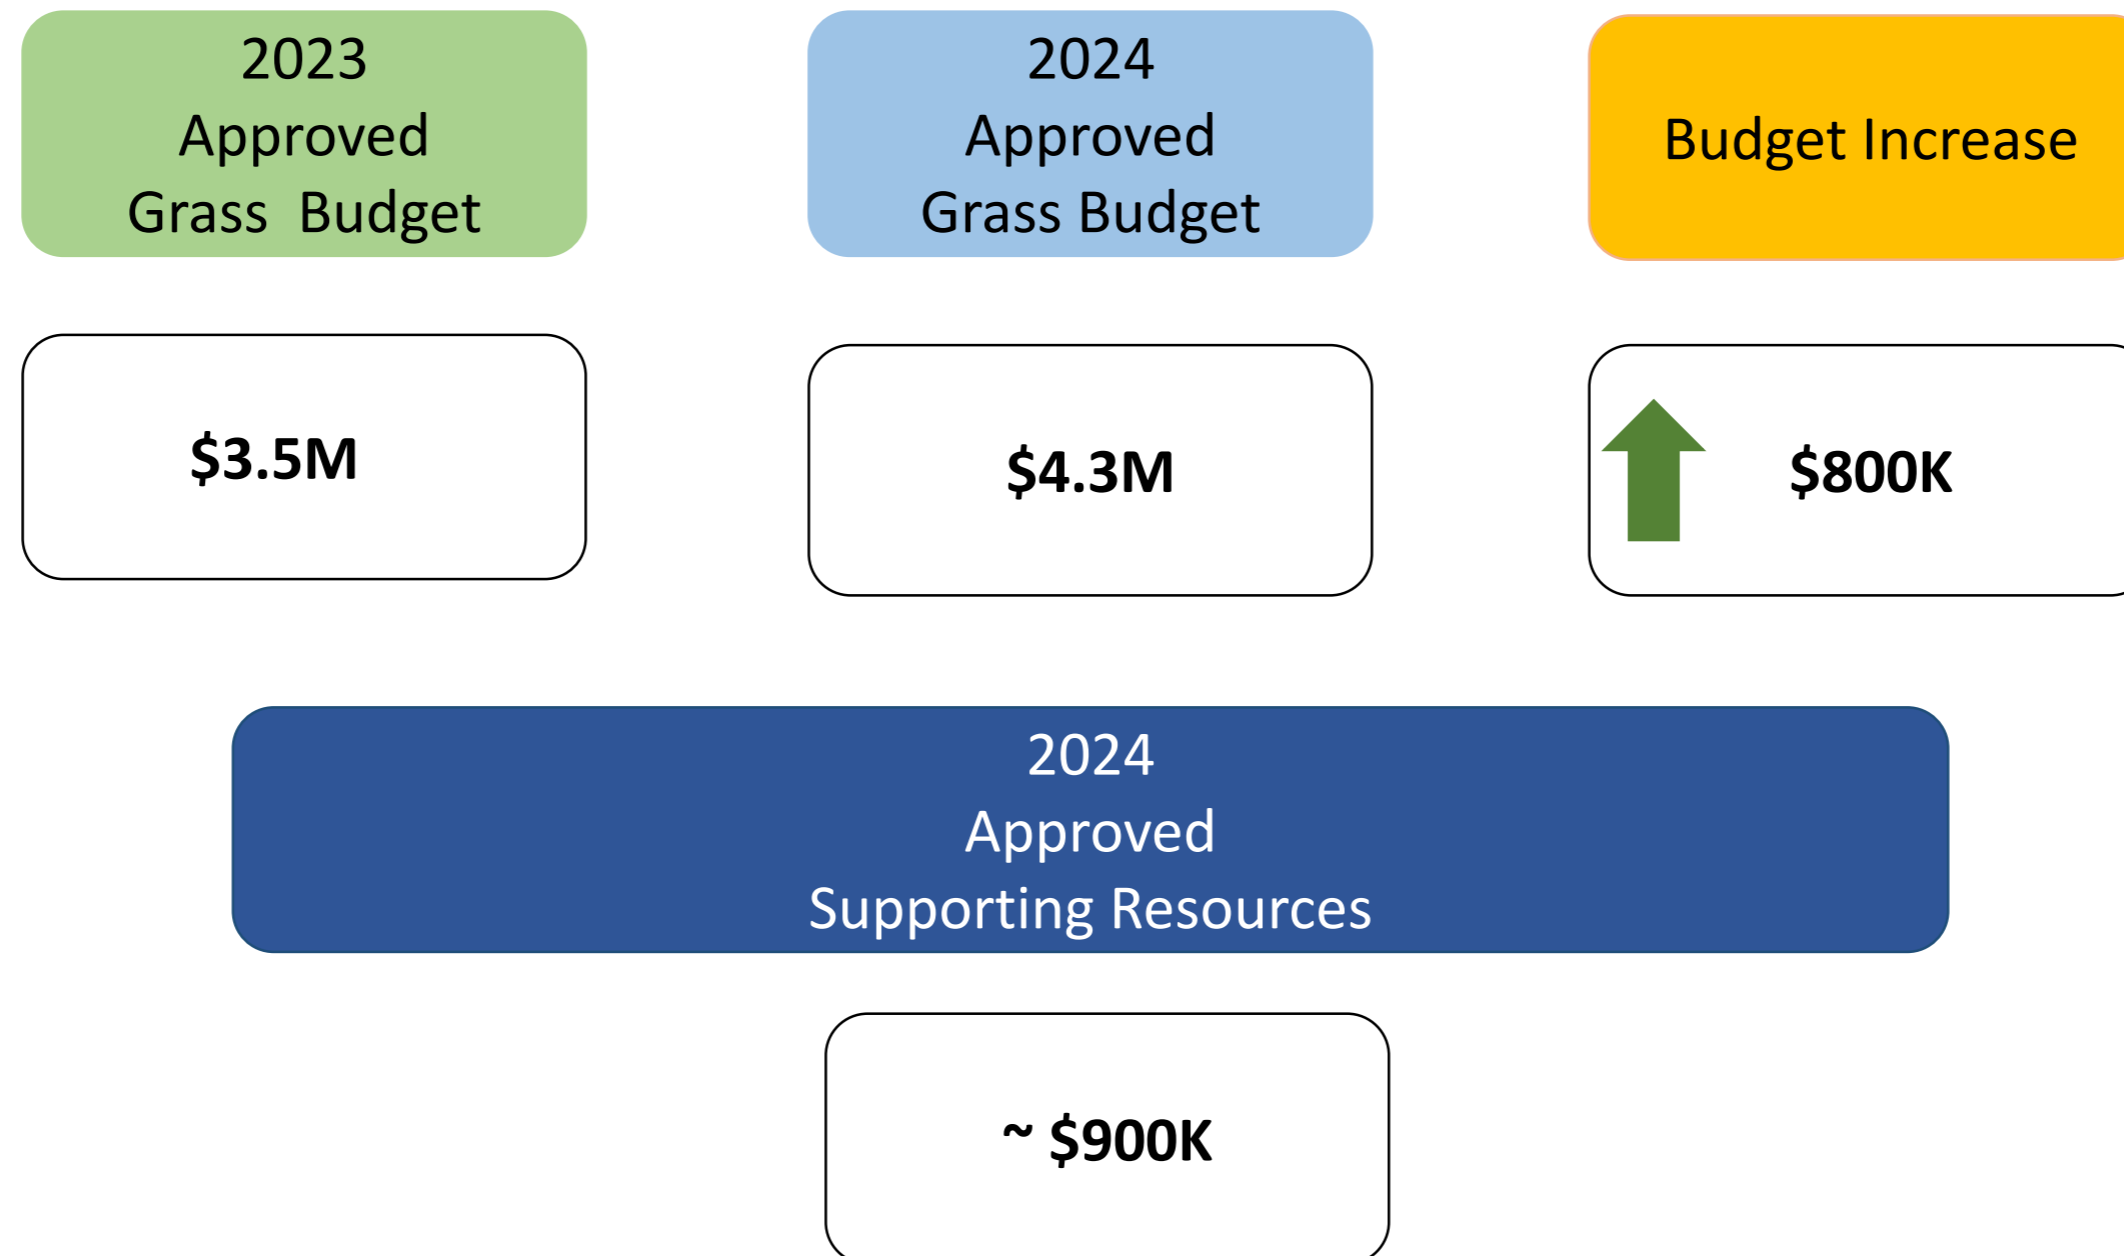 2023
Approved
Grass  Budget
2024
Approved
Grass Budget
Budget Increase
$3.5M
$4.3M
$800K
2024
Approved
Supporting Resources
~ $900K